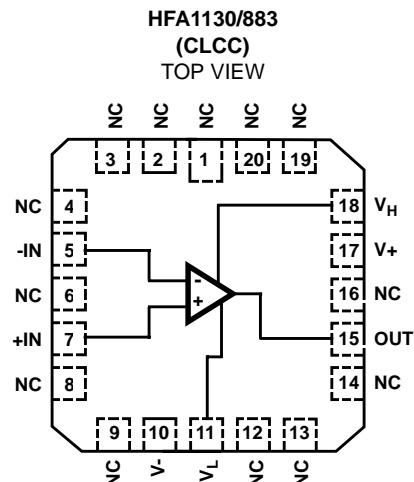 HFA1130/883
(CLCC)
TOP VIEW
NC NC NC NC NC
3 2 1 20 19
NC 4 18 VH
-IN 5 17 V+
- 
NC 6 16 NC
+
+IN 7 15 OUT
NC 8 14 NC
9 10 11 12 13
NC V- VL NC NC